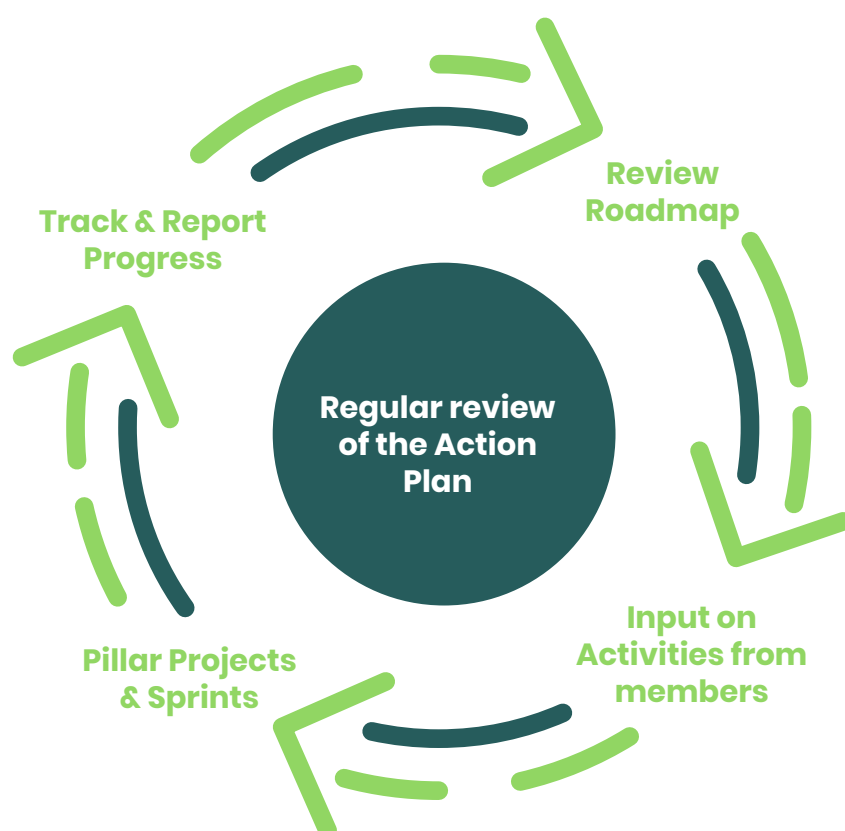 Review
Roadmap
Track & Report
Progress
Regular review
of the Action
Plan
Input on
Activities from
members
Pillar Projects
& Sprints